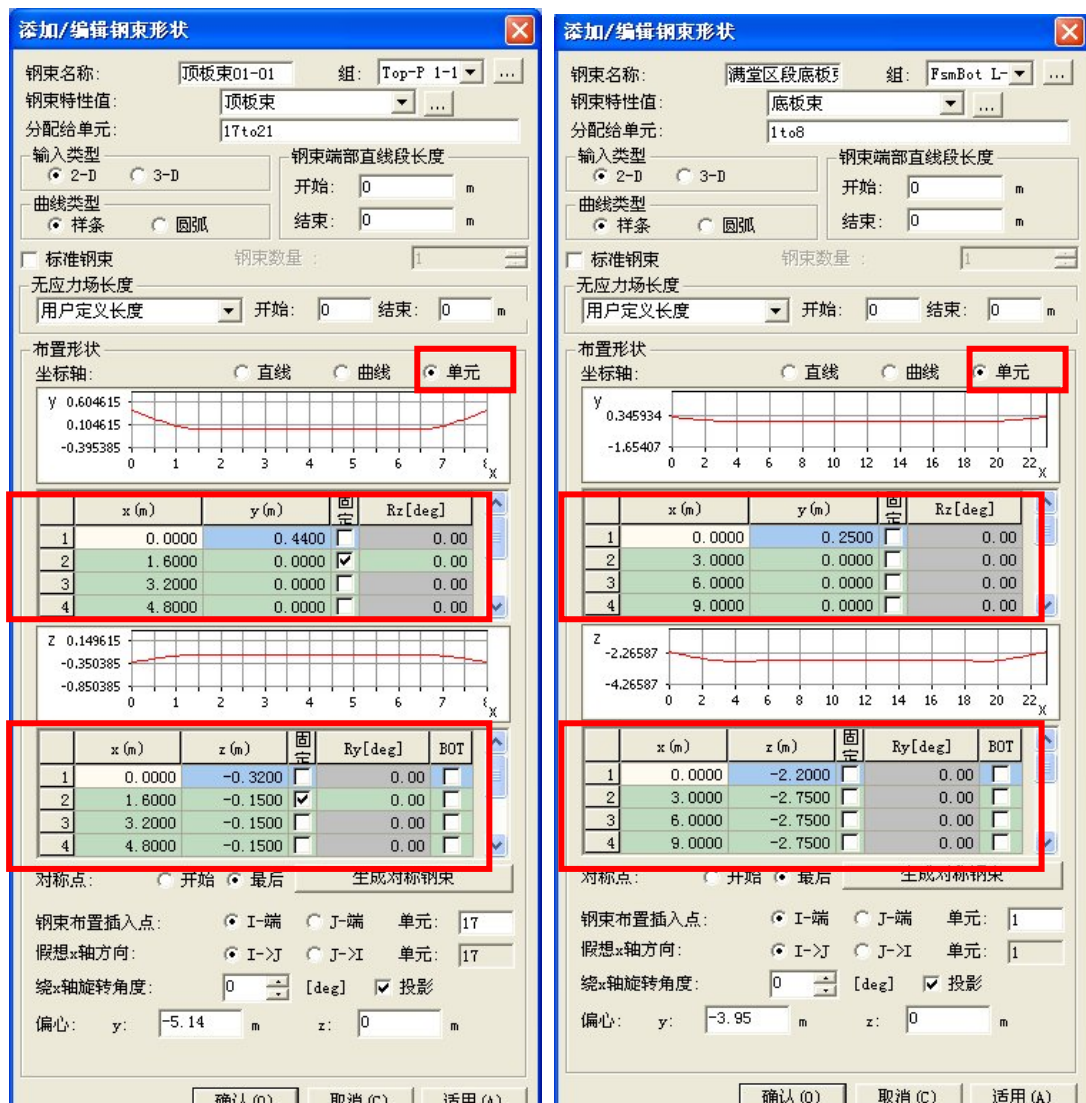 添加/编辑钢束形状
钢束名称: 顶板束01-01 组: Top-P 1-1 ...
钢束特性值: 顶板束 ...
分配给单元: 17to21
输入类型 钢束端部直线段长度
2-D 3-D 开始: 0 m
曲线类型
样条 圆弧 结束: 0 m
标准钢束 钢束数量 : 1
无应力场长度
用户定义长度 开始: 0 结束: 0 m
布置形状
坐标轴: 直线 曲线 单元
y 0.604615
0.104615
-0.395385
0 1 2 3 4 5 6 7 x
x(m) y(m) 固定 Rz[deg]
1 0.0000 0.4400 0.00
2 1.6000 0.0000 0.00
3 3.2000 0.0000 0.00
4 4.8000 0.0000 0.00
Z 0.149615
-0.350385
-0.850385
0 1 2 3 4 5 6 7 x
x(m) z(m) 固定 Ry[deg] BOT
1 0.0000 -0.3200 0.00
2 1.6000 -0.1500 0.00
3 3.2000 -0.1500 0.00
4 4.8000 -0.1500 0.00
对称点: 开始 最后 生成对称钢束
钢束布置插入点: I-端 J-端 单元: 17
假想x轴方向: I->J J->I 单元: 17
绕x轴旋转角度: 0 [deg] 投影
偏心: y: -5.14 m z: 0 m
确认(O) 取消(C) 适用(A)
添加/编辑钢束形状
钢束名称: 满堂区段底板 组: FsmBot L- ...
钢束特性值: 底板束 ...
分配给单元: 1to8
输入类型 钢束端部直线段长度
2-D 3-D 开始: 0 m
曲线类型
样条 圆弧 结束: 0 m
标准钢束 钢束数量 : 1
无应力场长度
用户定义长度 开始: 0 结束: 0 m
布置形状
坐标轴: 直线 曲线 单元
y
0.345934
-1.65407
0 2 4 6 8 10 12 14 16 18 20 22 x
x(m) y(m) 固定 Rz[deg]
1 0.0000 0.2500 0.00
2 3.0000 0.0000 0.00
3 6.0000 0.0000 0.00
4 9.0000 0.0000 0.00
z
-2.26587
-4.26587
0 2 4 6 8 10 12 14 16 18 20 22 x
x(m) z(m) 固定 Ry[deg] BOT
1 0.0000 -2.2000 0.00
2 3.0000 -2.7500 0.00
3 6.0000 -2.7500 0.00
4 9.0000 -2.7500 0.00
对称点: 开始 最后 生成对称钢束
钢束布置插入点: I-端 J-端 单元: 1
假想x轴方向: I->J J->I 单元: 1
绕x轴旋转角度: 0 [deg] 投影
偏心: y: -3.95 m z: 0 m
确认(O) 取消(C) 适用(A)